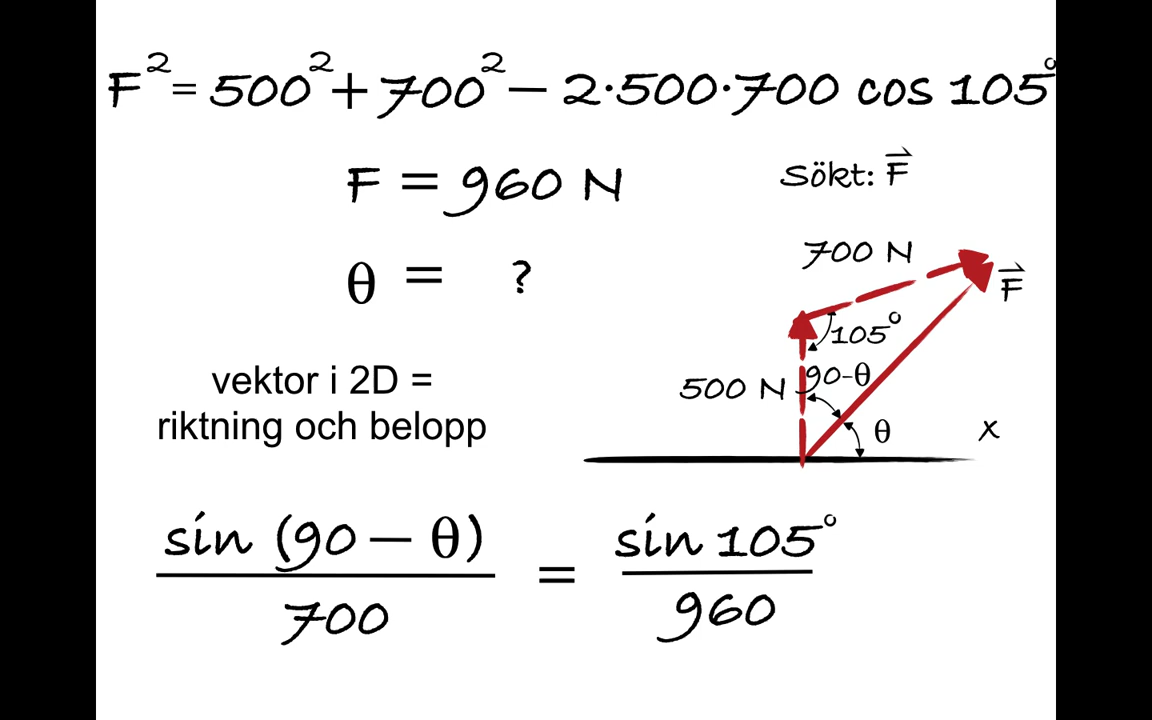 F² = 500² + 700² − 2·500·700 cos 105°
F = 960 N
Sökt: F⃗
θ = ?
700 N
F⃗
105°
500 N
90-θ
θ
x
vektor i 2D =
riktning och belopp
sin (90 − θ)
700
=
sin 105°
960